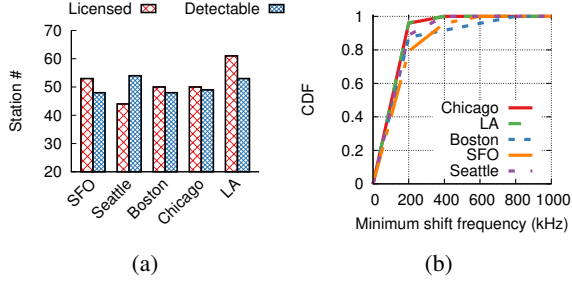 Licensed
Detectable
Station #
70
60
50
40
30
20
SFO
Seattle
Boston
Chicago
LA
(a)
CDF
1
0.8
0.6
0.4
0.2
0
Chicago
LA
Boston
SFO
Seattle
0 200 400 600 800 1000
Minimum shift frequency (kHz)
(b)